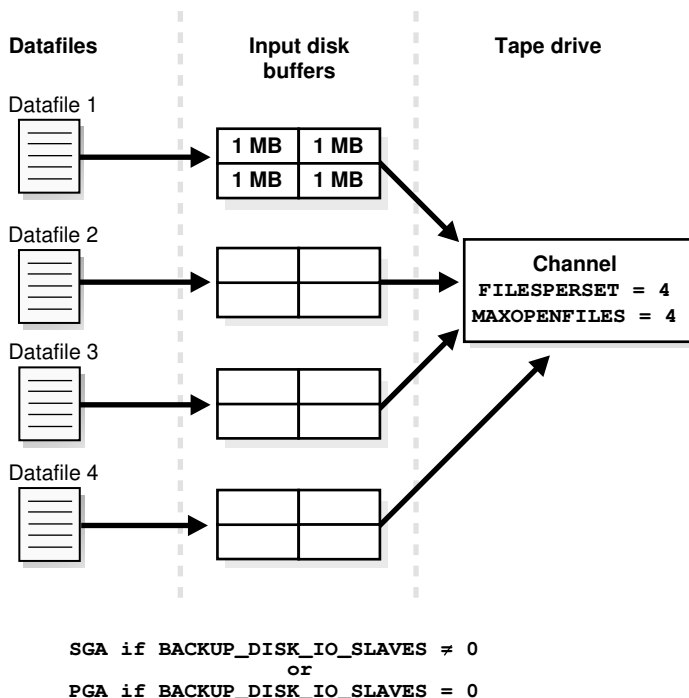 Datafiles
Input disk
buffers
Tape drive
Datafile 1
1 MB 1 MB
1 MB 1 MB
Datafile 2
Channel
FILESPERSET = 4
MAXOPENFILES = 4
Datafile 3
Datafile 4
SGA if BACKUP_DISK_IO_SLAVES ≠ 0
or
PGA if BACKUP_DISK_IO_SLAVES = 0